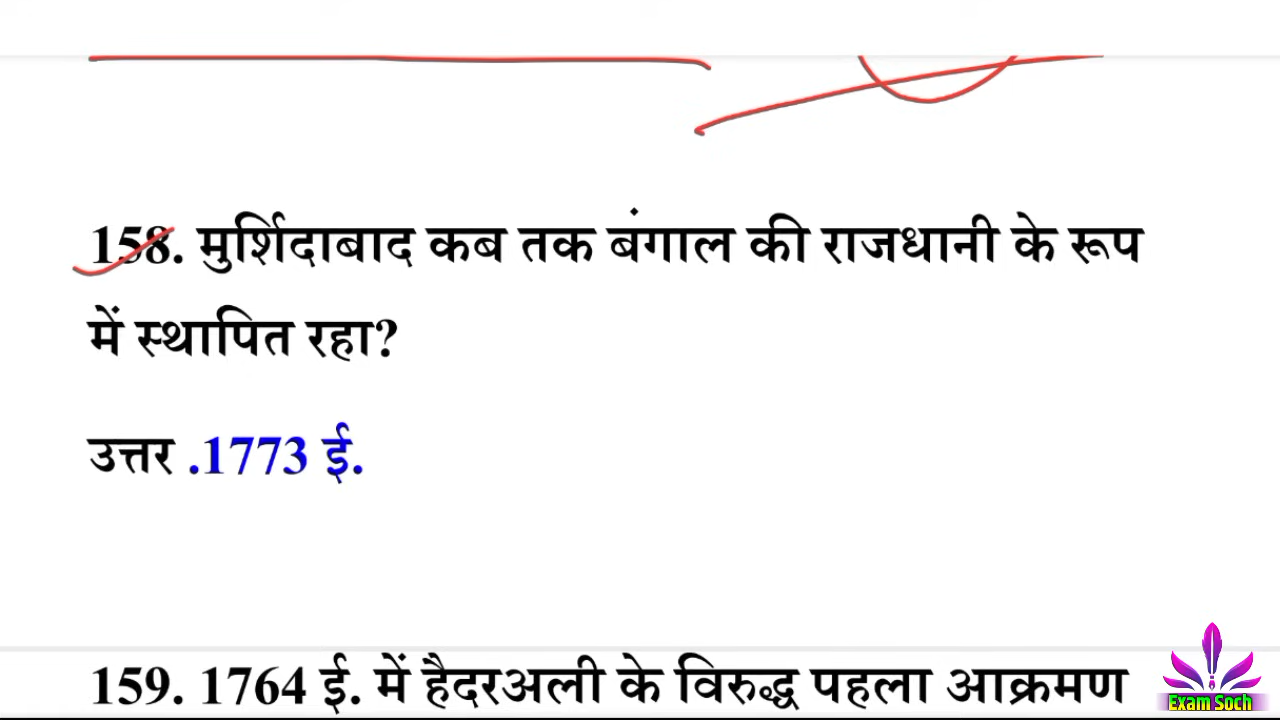 158. मुर्शिदाबाद कब तक बंगाल की राजधानी के रूप
में स्थापित रहा?
उत्तर .1773 ई.
159. 1764 ई. में हैदरअली के विरुद्ध पहला आक्रमण
Exam Soch